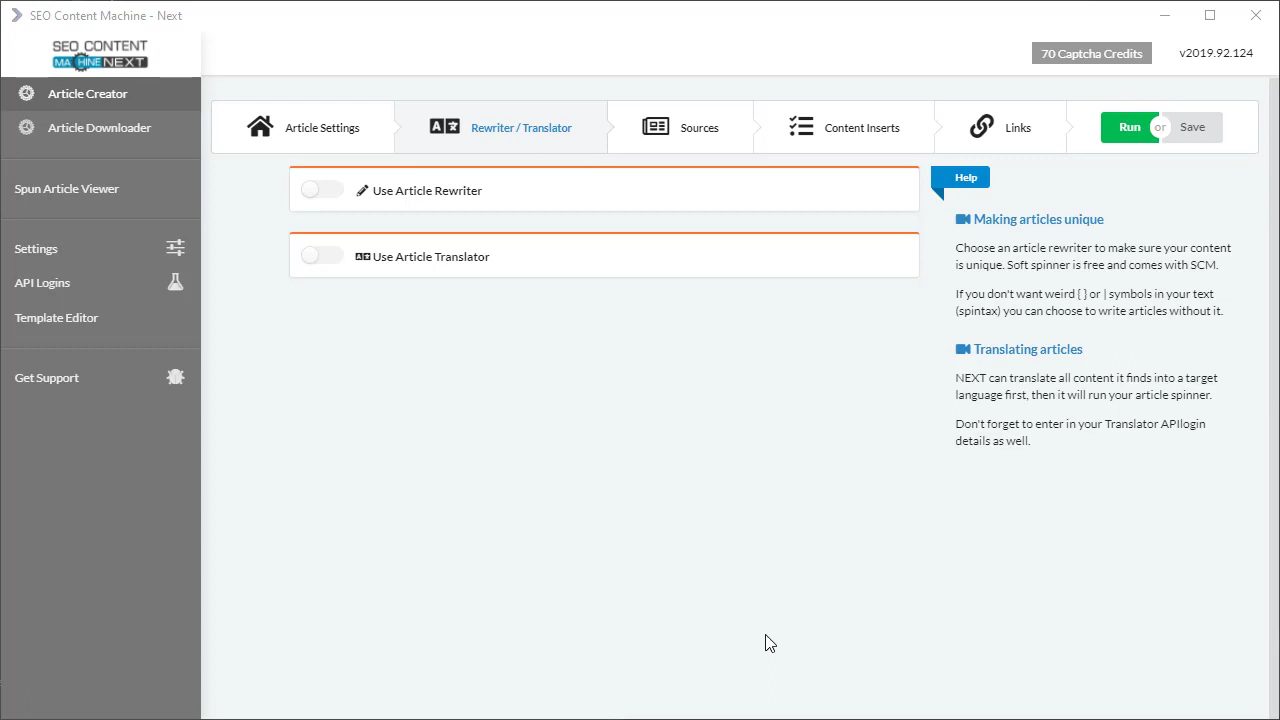 SEO Content Machine - Next
SEO CONTENT
MACHINE NEXT
70 Captcha Credits
v2019.92.124
Article Creator
Article Downloader
Spun Article Viewer
Settings
API Logins
Template Editor
Get Support
Article Settings
Rewriter / Translator
Sources
Content Inserts
Links
Run or Save
Use Article Rewriter
Use Article Translator
Help
Making articles unique
Choose an article rewriter to make sure your content
is unique. Soft spinner is free and comes with SCM.
If you don't want weird { } or | symbols in your text
(spintax) you can choose to write articles without it.
Translating articles
NEXT can translate all content it finds into a target
language first, then it will run your article spinner.
Don't forget to enter in your Translator APIlogin
details as well.